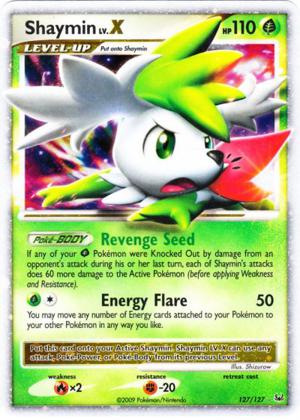 Shaymin LV.X
HP110
LEVEL-UP Put onto Shaymin
Poké-BODY Revenge Seed
If any of your Pokémon were Knocked Out by damage from an
opponent's attack during his or her last turn, each of Shaymin's attacks
does 60 more damage to the Active Pokémon (before applying Weakness
and Resistance).
Energy Flare 50
You may move any number of Energy cards attached to your Pokémon to your
other Pokémon in any way you like.
Put this card onto your Active Shaymin. Shaymin LV.X can use any
attack, Poké-Power, or Poké-Body from its previous Level.
Illus. Shizurow
weakness resistance retreat cost
×2 -20
127/127
©2009 Pokémon/Nintendo